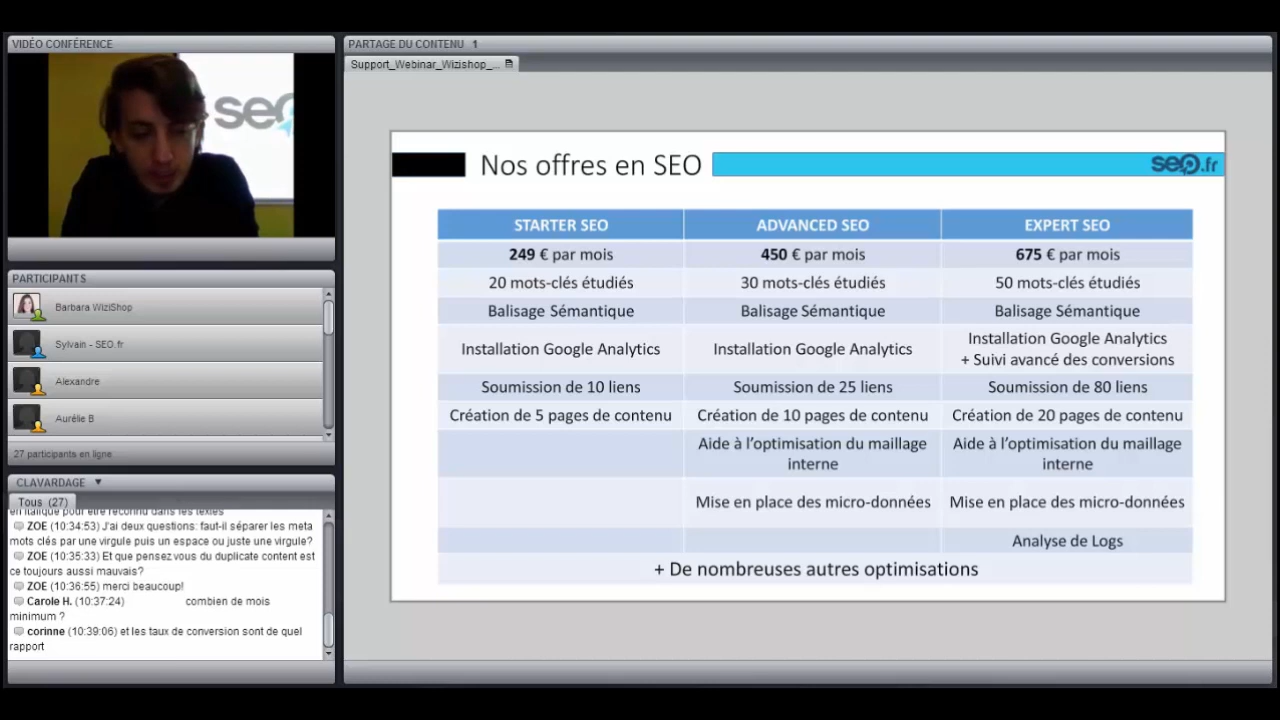 VIDÉO CONFÉRENCE
seo
PARTICIPANTS
Barbara WiziShop
Sylvain - SEO.fr
Alexandre
Aurélie B
27 participants en ligne
CLAVARDAGE
Tous (27)
en italique pour etre reconnu dans les textes
ZOE (10:34:53) J'ai deux questions: faut-il séparer les meta
mots clés par une virgule puis un espace ou juste une virgule?
ZOE (10:35:33) Et que pensez vous du duplicate content est
ce toujours aussi mauvais?
ZOE (10:36:55) merci beaucoup!
Carole H. (10:37:24) combien de mois
minimum ?
corinne (10:39:06) et les taux de conversion sont de quel
rapport
PARTAGE DU CONTENU 1
Support_Webinar_Wizishop_...
Nos offres en SEO
seo.fr
STARTER SEO ADVANCED SEO EXPERT SEO
249 € par mois 450 € par mois 675 € par mois
20 mots-clés étudiés 30 mots-clés étudiés 50 mots-clés étudiés
Balisage Sémantique Balisage Sémantique Balisage Sémantique
Installation Google Analytics Installation Google Analytics Installation Google Analytics
+ Suivi avancé des conversions
Soumission de 10 liens Soumission de 25 liens Soumission de 80 liens
Création de 5 pages de contenu Création de 10 pages de contenu Création de 20 pages de contenu
Aide à l'optimisation du maillage Aide à l'optimisation du maillage
interne interne
Mise en place des micro-données Mise en place des micro-données
Analyse de Logs
+ De nombreuses autres optimisations